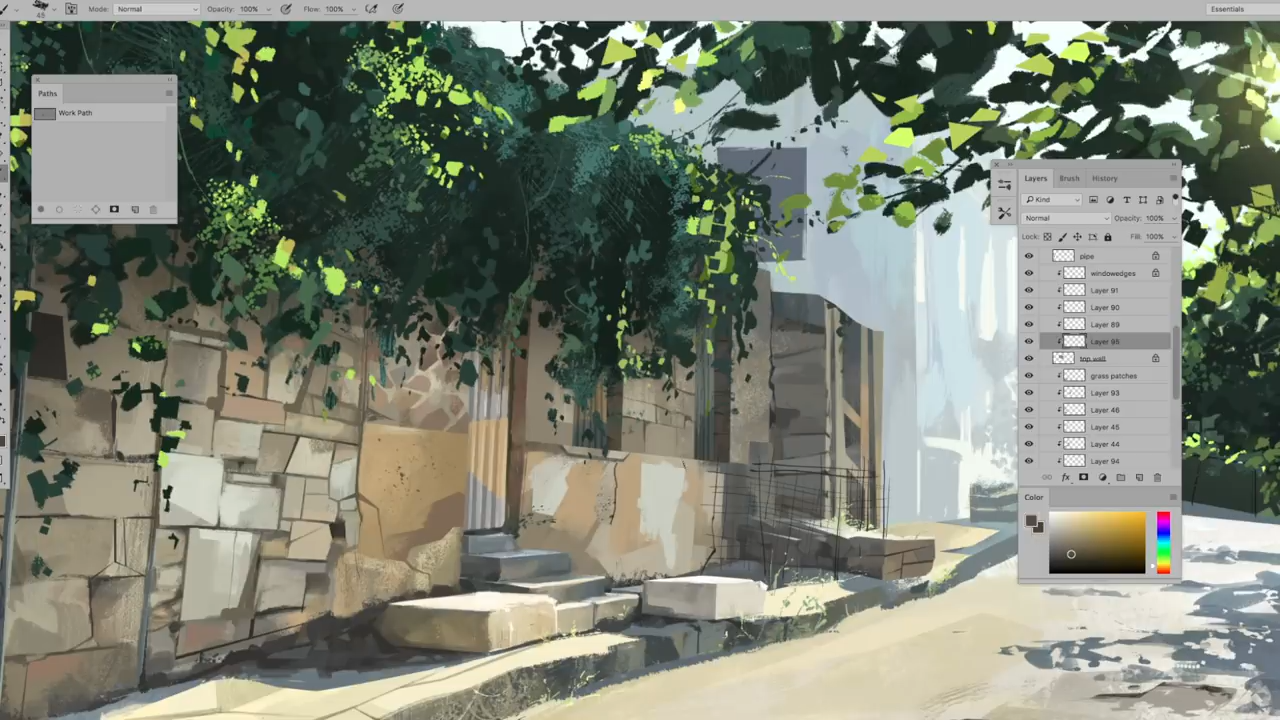 45
Mode: Normal
Opacity: 100%
Flow: 100%
Essentials
Paths
Work Path
Layers
Brush
History
Kind
Normal
Opacity: 100%
Lock:
Fill: 100%
pipe
windowedges
Layer 91
Layer 90
Layer 89
Layer 95
top wall
grass patches
Layer 93
Layer 46
Layer 45
Layer 44
Layer 94
fx
Color